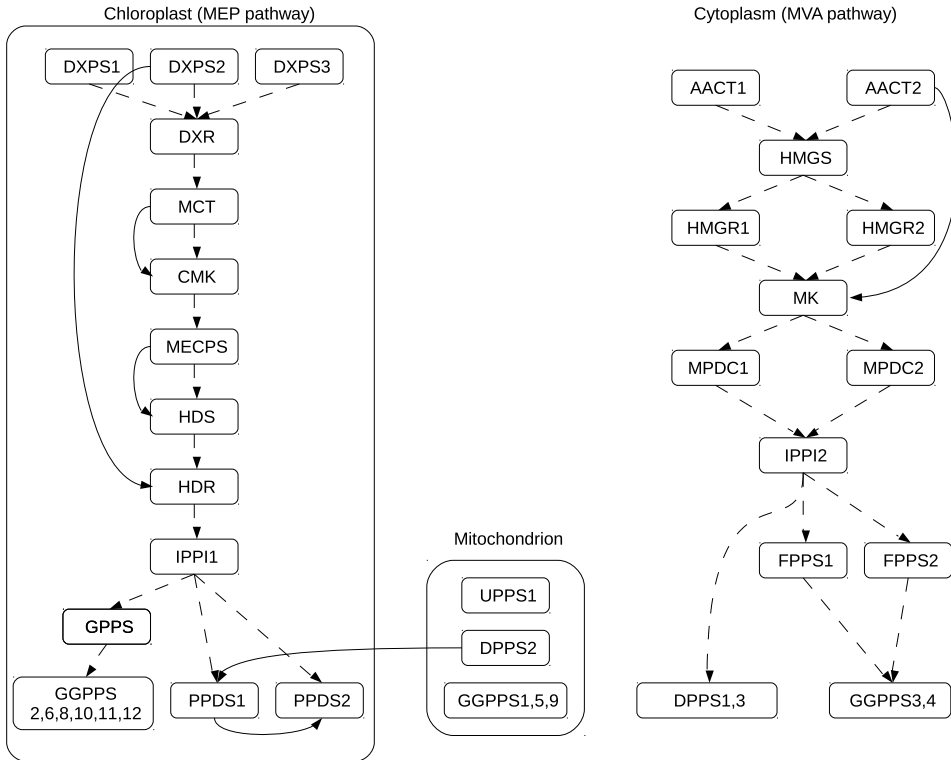 Chloroplast (MEP pathway)
Cytoplasm (MVA pathway)
DXPS1
DXPS2
DXPS3
DXR
MCT
CMK
MECPS
HDS
HDR
IPPI1
GPPS
GGPPS
2,6,8,10,11,12
PPDS1
PPDS2
Mitochondrion
UPPS1
DPPS2
GGPPS1,5,9
AACT1
AACT2
HMGS
HMGR1
HMGR2
MK
MPDC1
MPDC2
IPPI2
FPPS1
FPPS2
DPPS1,3
GGPPS3,4